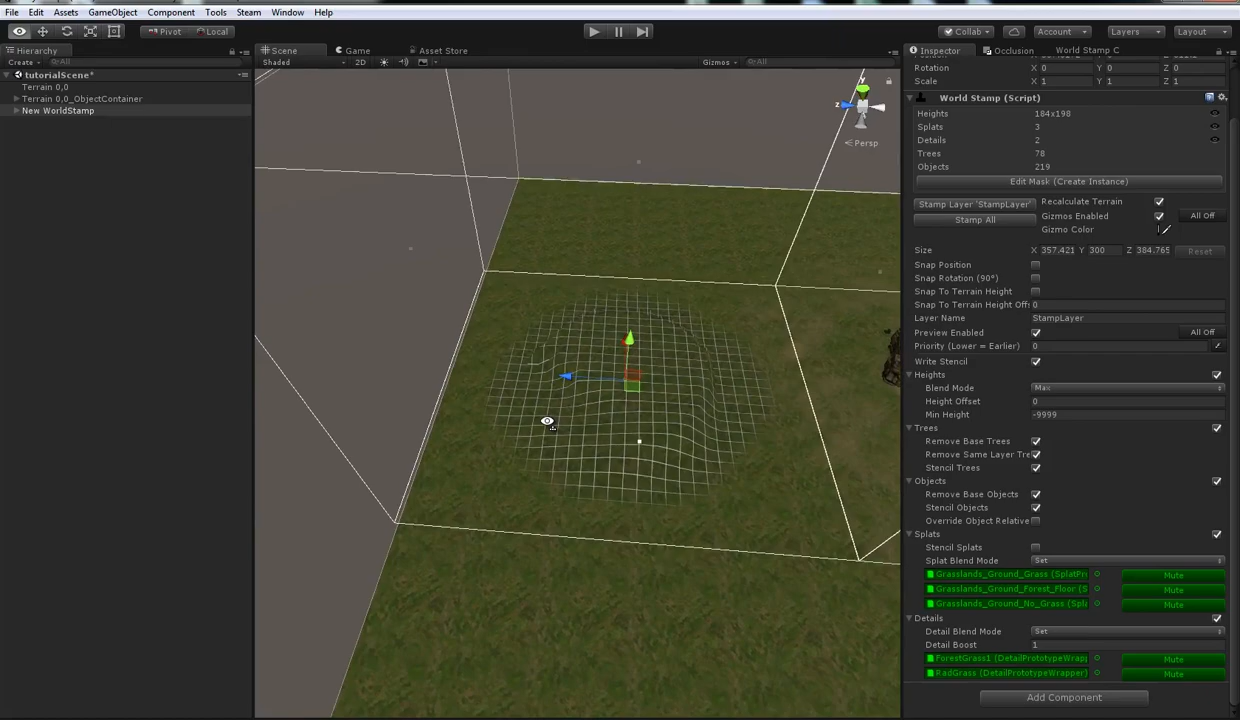 File Edit Assets GameObject Component Tools Steam Window Help
Pivot Local Collab Account Layers Layout
Hierarchy Scene Game Asset Store Inspector Occlusion World Stamp C
Create All Shaded 2D Gizmos All
Rotation X 0 Y 0 Z 0
Scale X 1 Y 1 Z 1
tutorialScene*
Terrain 0,0
Terrain 0,0_ObjectContainer
New WorldStamp
y
z
Persp
World Stamp (Script)
Heights 184x198
Splats 3
Details 2
Trees 78
Objects 219
Edit Mask (Create Instance)
Stamp Layer 'StampLayer' Recalculate Terrain
Stamp All Gizmos Enabled All Off
Gizmo Color
Size X 357.421 Y 300 Z 384.765 Reset
Snap Position
Snap Rotation (90°)
Snap To Terrain Height
Snap To Terrain Height Offs 0
Layer Name StampLayer
Preview Enabled All Off
Priority (Lower = Earlier) 0
Write Stencil
Heights
Blend Mode Max
Height Offset 0
Min Height -9999
Trees
Remove Base Trees
Remove Same Layer Tre
Stencil Trees
Objects
Remove Base Objects
Stencil Objects
Override Object Relative
Splats
Stencil Splats
Splat Blend Mode Set
Grasslands_Ground_Grass (SplatPr Mute
Grasslands_Ground_Forest_Floor (S Mute
Grasslands_Ground_No_Grass (Spla Mute
Details
Detail Blend Mode Set
Detail Boost 1
ForestGrass1 (DetailPrototypeWrapp Mute
RadGrass (DetailPrototypeWrapper) Mute
Add Component